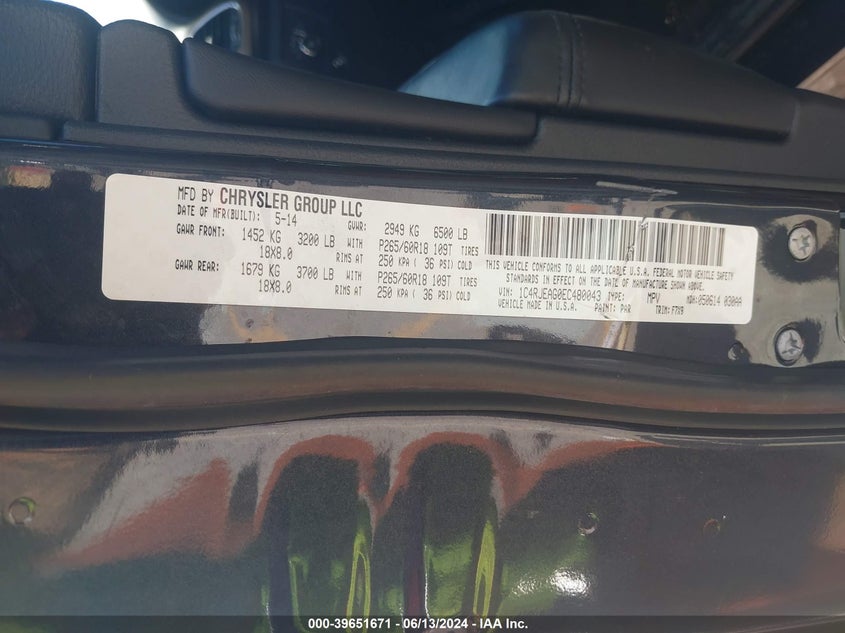 MFD BY CHRYSLER GROUP LLC
DATE OF MFR(BUILT): 5-14 GVWR: 2949 KG 6500 LB
GAWR FRONT: 1452 KG 3200 LB WITH P265/60R18 109T TIRES
18X8.0 RIMS AT 250 KPA ( 36 PSI) COLD
GAWR REAR: 1679 KG 3700 LB WITH P265/60R18 109T TIRES
18X8.0 RIMS AT 250 KPA ( 36 PSI) COLD
THIS VEHICLE CONFORMS TO ALL APPLICABLE U.S.A. FEDERAL MOTOR VEHICLE SAFETY
STANDARDS IN EFFECT ON THE DATE OF MANUFACTURE SHOWN ABOVE.
VIN: 1C4RJEAG0EC480043 TYPE: MPV MDH:050614 030AA
VEHICLE MADE IN U.S.A. PAINT: PAR TRIM: F7X9
000-39651671 - 06/13/2024 - IAA Inc.